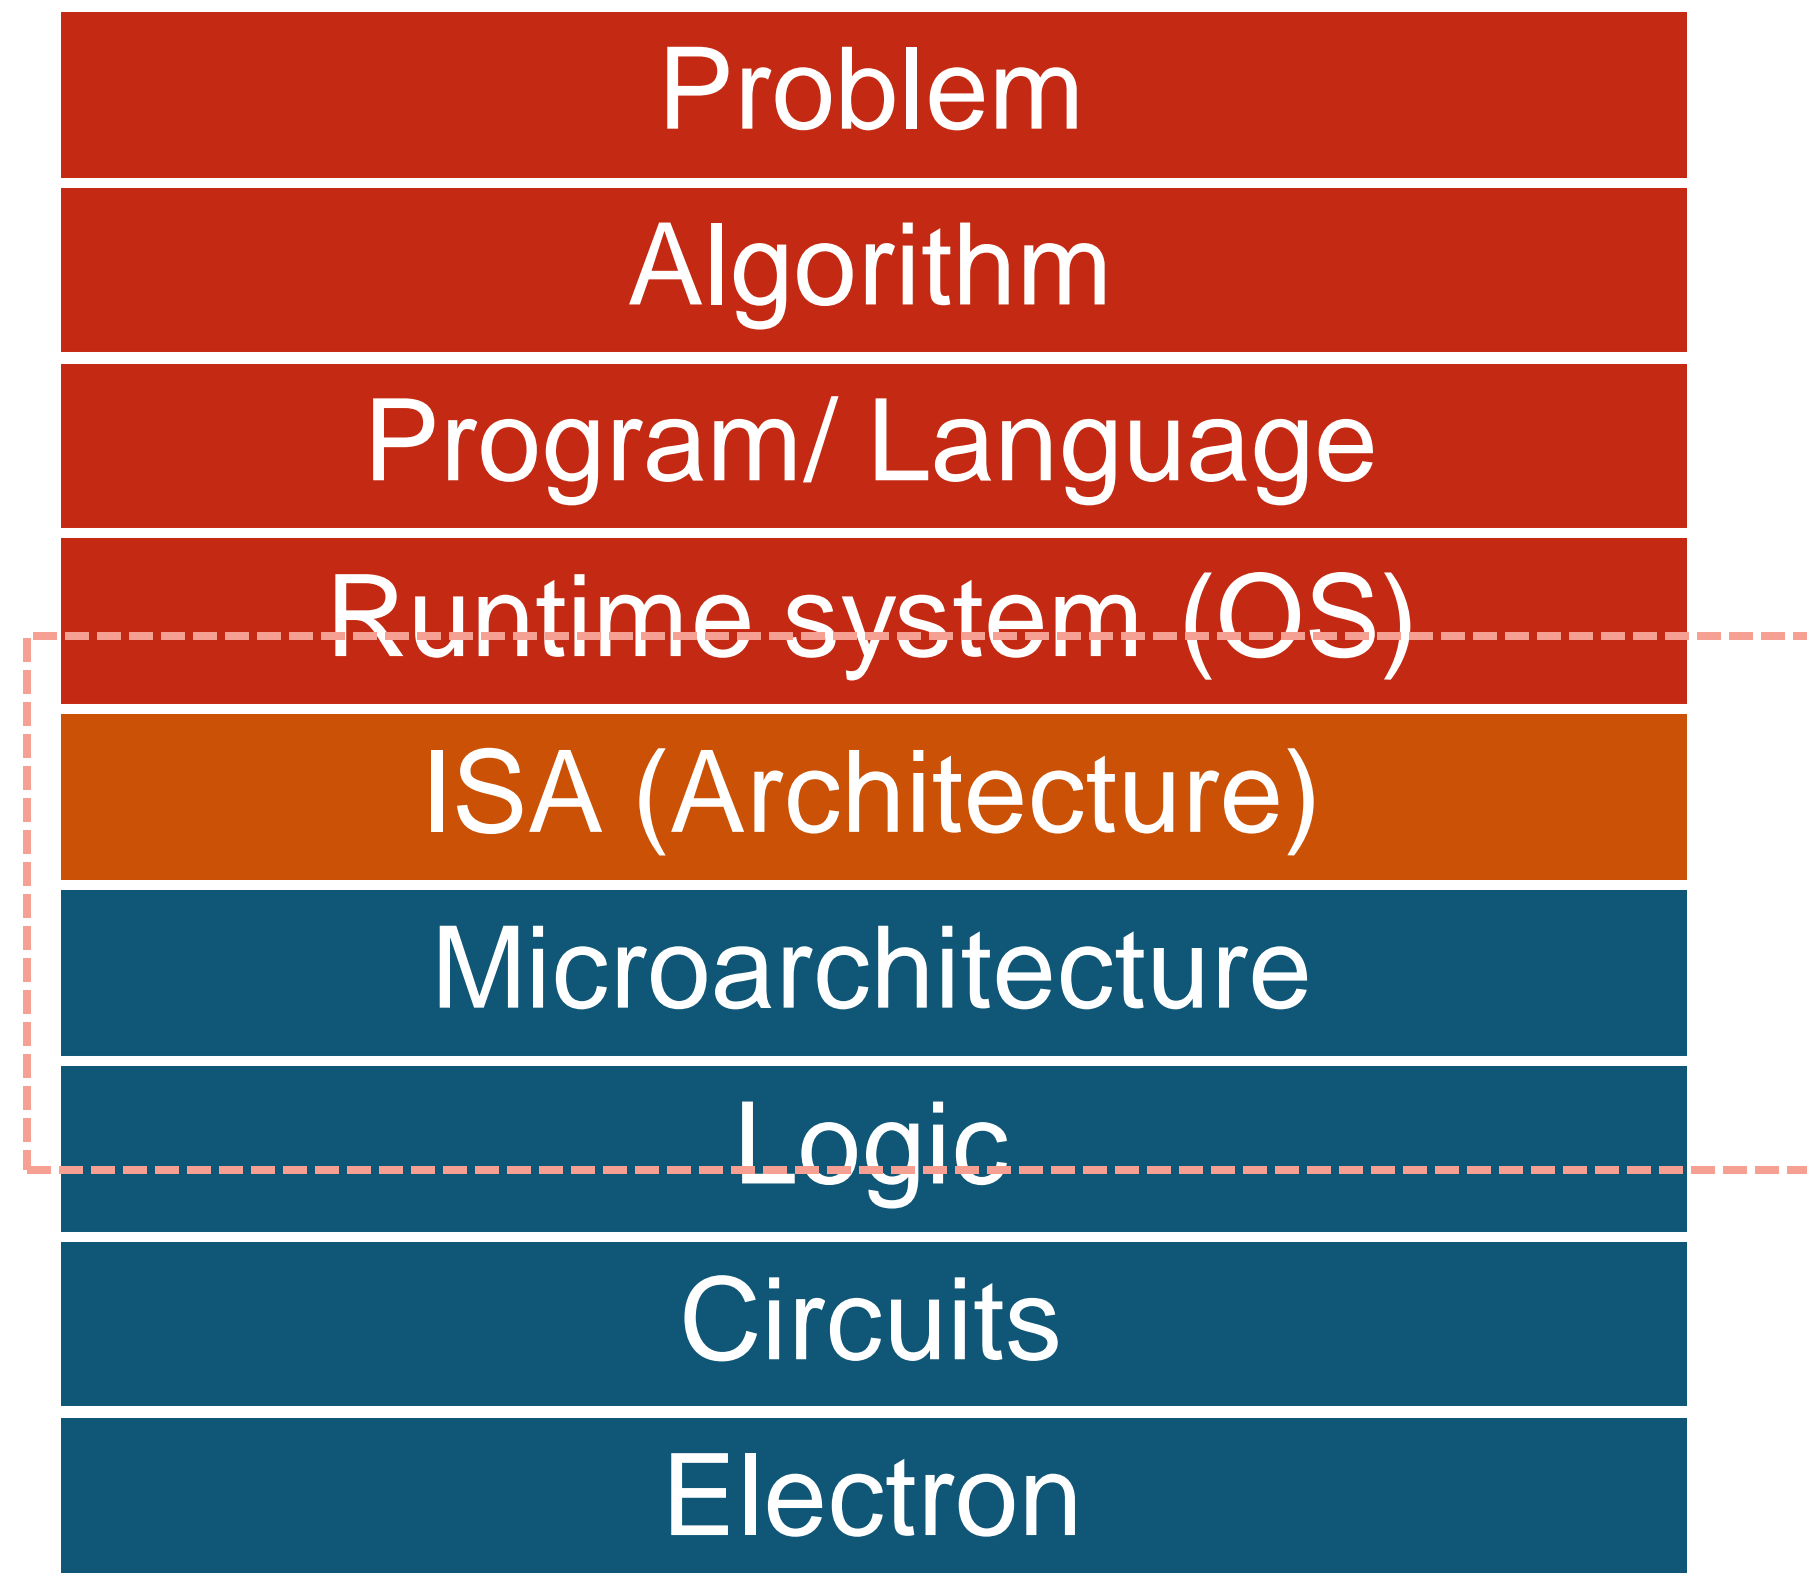 Problem
Algorithm
Program/ Language
Runtime system (OS)
ISA (Architecture)
Microarchitecture
Logic
Circuits
Electron